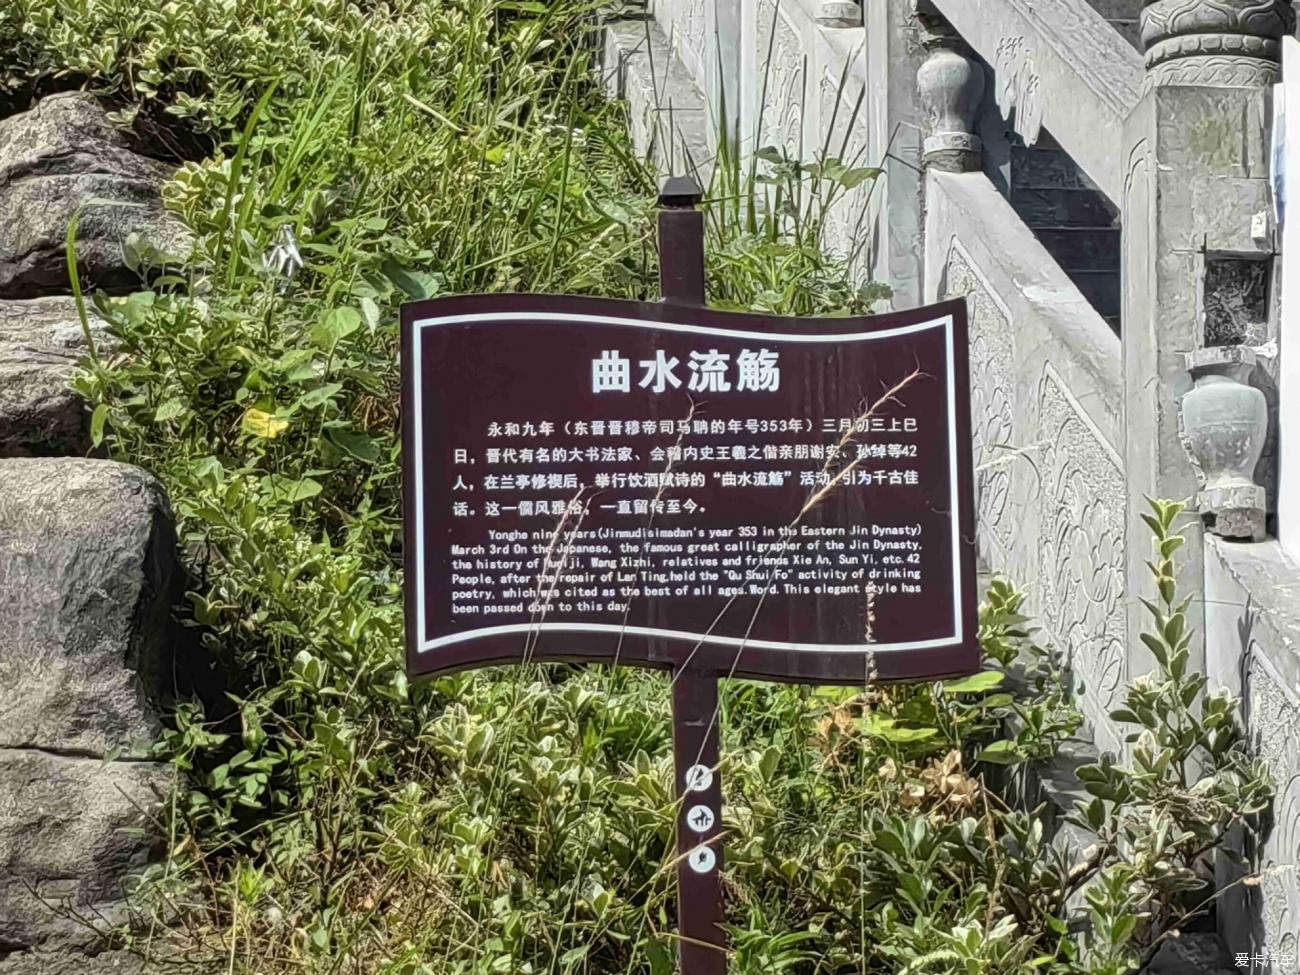 曲水流觞
永和九年（东晋晋穆帝司马聃的年号353年）三月初三上巳
日，晋代有名的大书法家、会稽内史王羲之偕亲朋谢安、孙绰等42
人，在兰亭修禊后，举行饮酒赋诗的“曲水流觞”活动，引为千古佳
话。这一儒风雅俗，一直留传至今。
Yonghe nine years(Jinmudisimadan's year 353 in the Eastern Jin Dynasty)
March 3rd On the Japanese, the famous great calligrapher of the Jin Dynasty,
the history of Huiji, Wang Xizhi, relatives and friends Xie An, Sun Yi, etc.42
People, after the repair of Lan Ting,held the "Qu Shui Fo" activity of drinking
poetry, which was cited as the best of all ages.Word. This elegant style has
been passed down to this day.
爱卡汽车